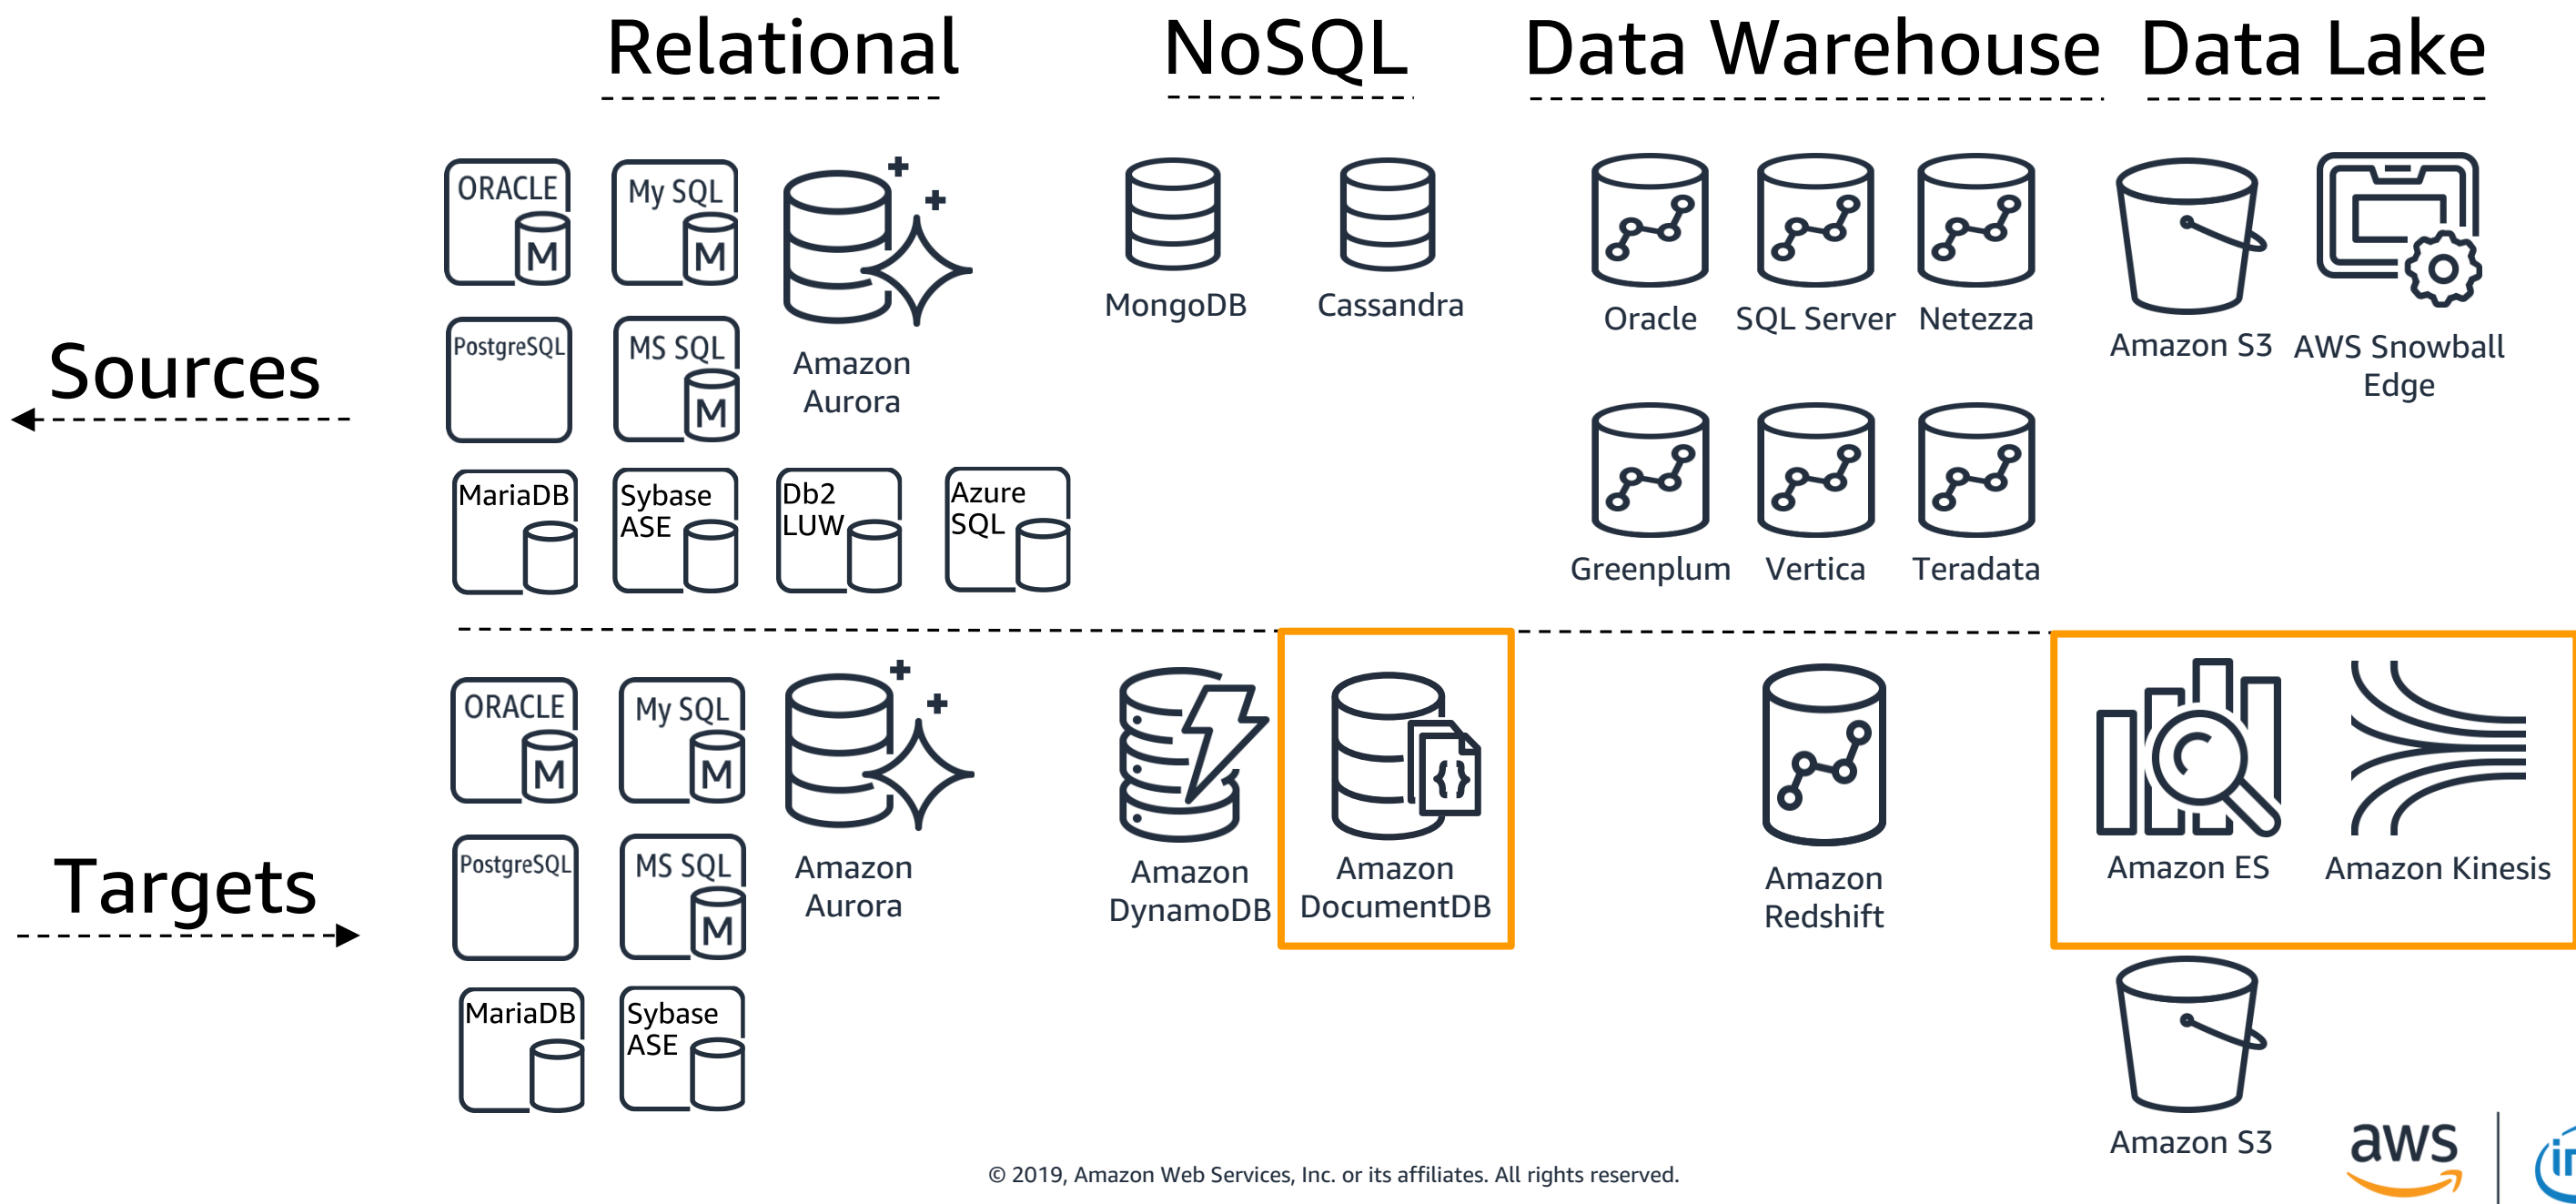 Relational
NoSQL
Data Warehouse
Data Lake
Sources
ORACLE
M
My SQL
M
Amazon
Aurora
PostgreSQL
MS SQL
M
MariaDB
Sybase
ASE
Db2
LUW
Azure
SQL
MongoDB
Cassandra
Oracle
SQL Server
Netezza
Greenplum
Vertica
Teradata
Amazon S3
AWS Snowball
Edge
Targets
ORACLE
M
My SQL
M
Amazon
Aurora
PostgreSQL
MS SQL
M
MariaDB
Sybase
ASE
Amazon
DynamoDB
{}
Amazon
DocumentDB
Amazon
Redshift
Amazon ES
Amazon Kinesis
Amazon S3
© 2019, Amazon Web Services, Inc. or its affiliates. All rights reserved.
aws